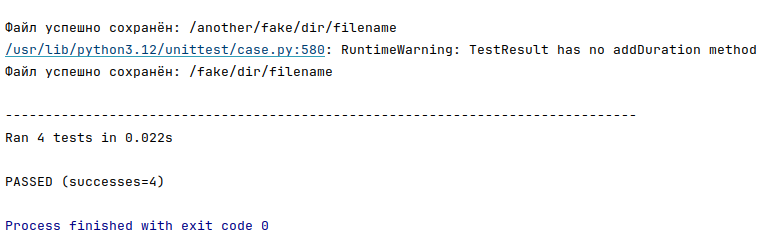 Файл успешно сохранён: /another/fake/dir/filename
/usr/lib/python3.12/unittest/case.py:580: RuntimeWarning: TestResult has no addDuration method
Файл успешно сохранён: /fake/dir/filename
-------------------------------------------------------------------------------
Ran 4 tests in 0.022s
PASSED (successes=4)
Process finished with exit code 0